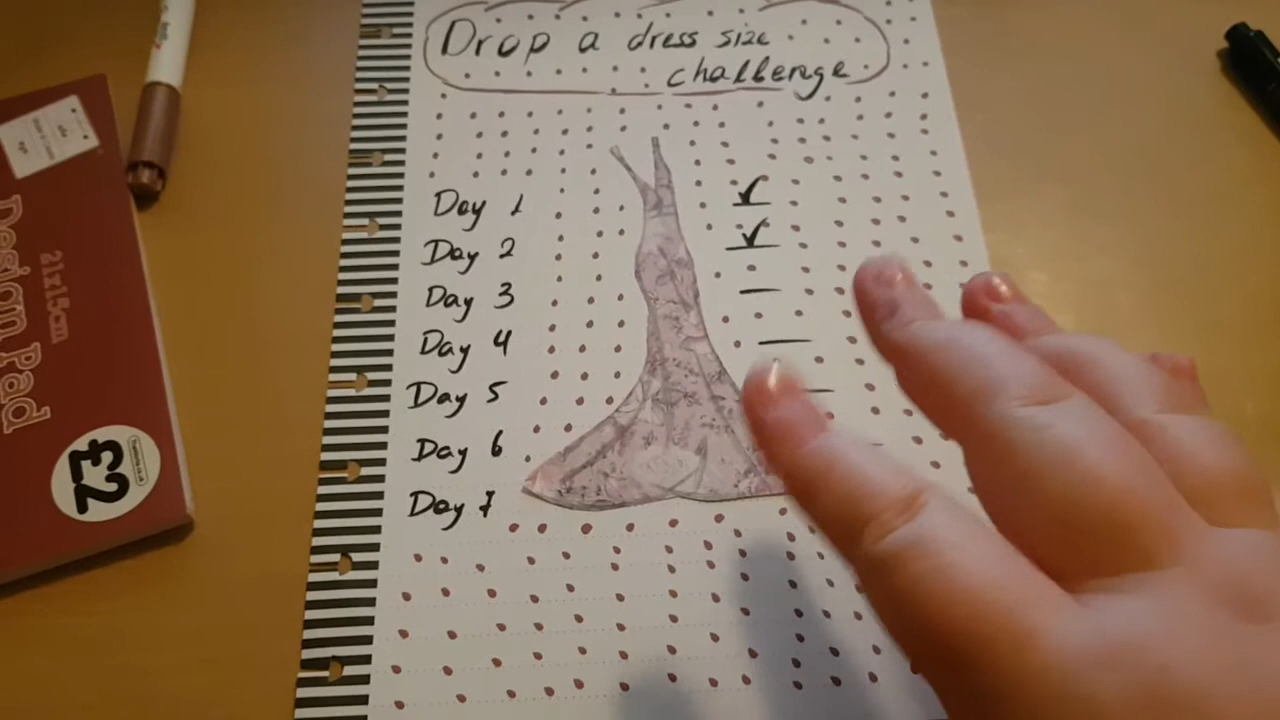 Drop a dress size
challenge
Day 1
Day 2
Day 3
Day 4
Day 5
Day 6
Day 7
Design Pad
21x15cm
£2